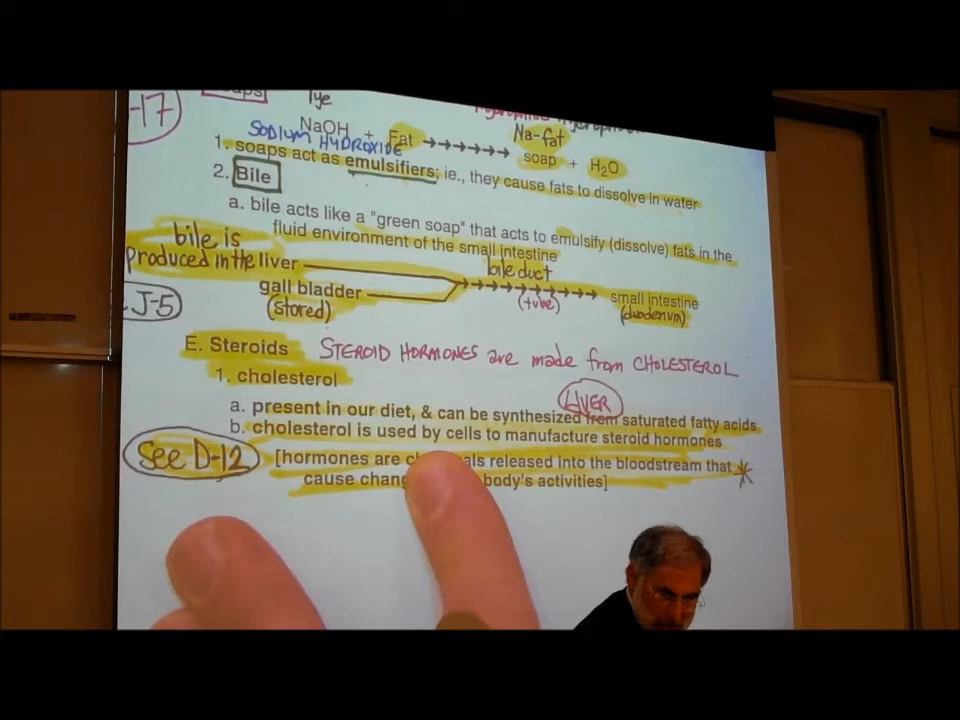 -17
lye
NaOH + Fat →→→→→→ Na-fat
SODIUM HYDROXIDE soap + H₂O
1. soaps act as emulsifiers; ie., they cause fats to dissolve in water
2. Bile
a. bile acts like a "green soap" that acts to emulsify (dissolve) fats in the
fluid environment of the small intestine
bile is
produced in the liver
bile duct
gall bladder →→→→→→→→→ small intestine
(stored) (tube) (duodenum)
J-5
E. Steroids STEROID HORMONES are made from CHOLESTEROL
1. cholesterol
LIVER
a. present in our diet, & can be synthesized from saturated fatty acids
b. cholesterol is used by cells to manufacture steroid hormones
See D-12 [hormones are released into the bloodstream that *
cause body's activities]